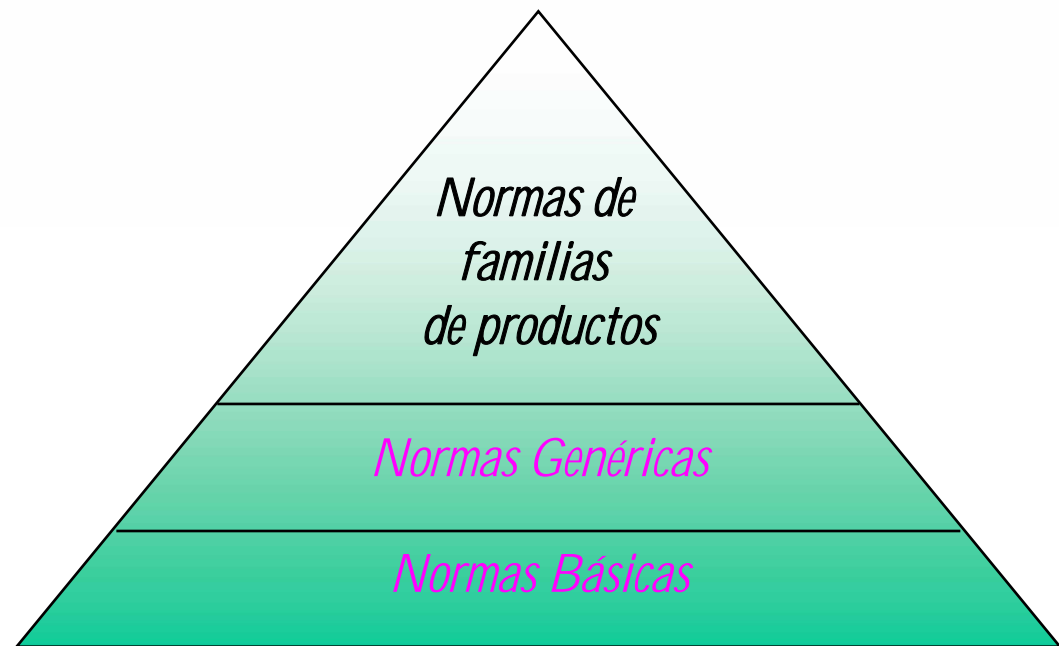 Normas de
familias
de productos
Normas Genéricas
Normas Básicas